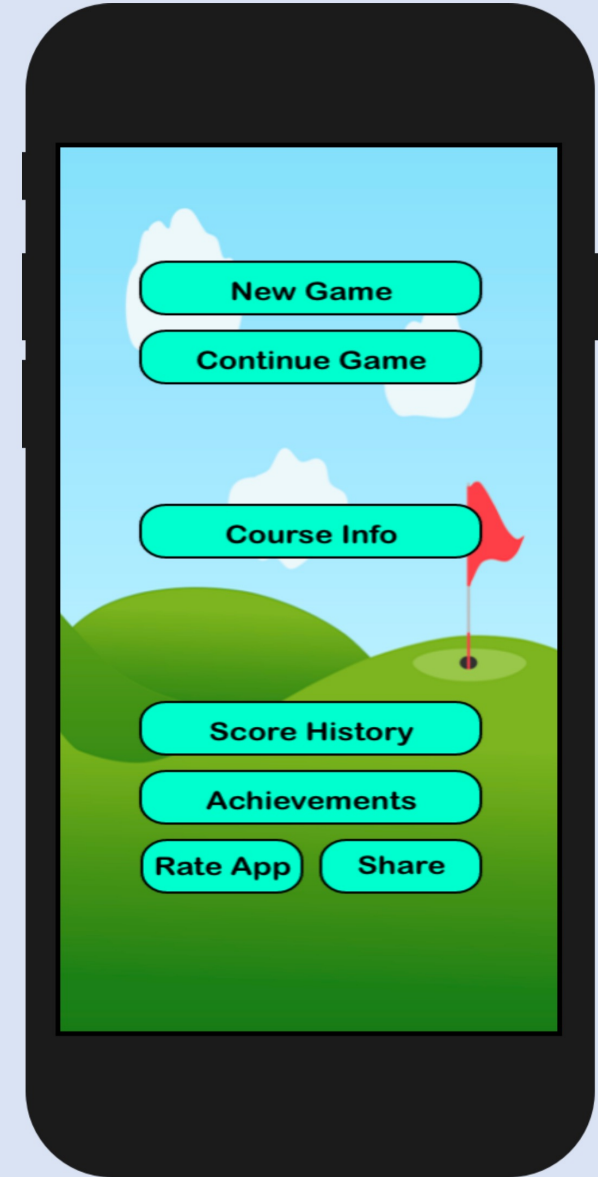 New Game
Continue Game
Course Info
Score History
Achievements
Rate App Share